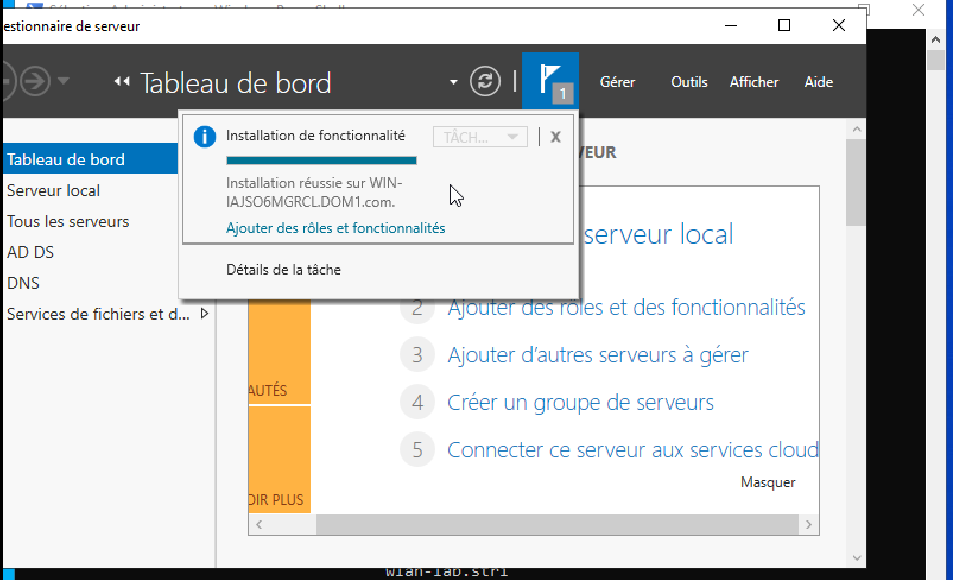 estionnaire de serveur
Tableau de bord
1
Gérer
Outils
Afficher
Aide
Installation de fonctionnalité
TÂCH...
X
Installation réussie sur WIN-
IAJSO6MGRCL.DOM1.com.
Ajouter des rôles et fonctionnalités
Détails de la tâche
Tableau de bord
Serveur local
Tous les serveurs
AD DS
DNS
Services de fichiers et d...
VEUR
serveur local
2 Ajouter des rôles et des fonctionnalités
3 Ajouter d'autres serveurs à gérer
4 Créer un groupe de serveurs
5 Connecter ce serveur aux services cloud
AUTÉS
OIR PLUS
Masquer